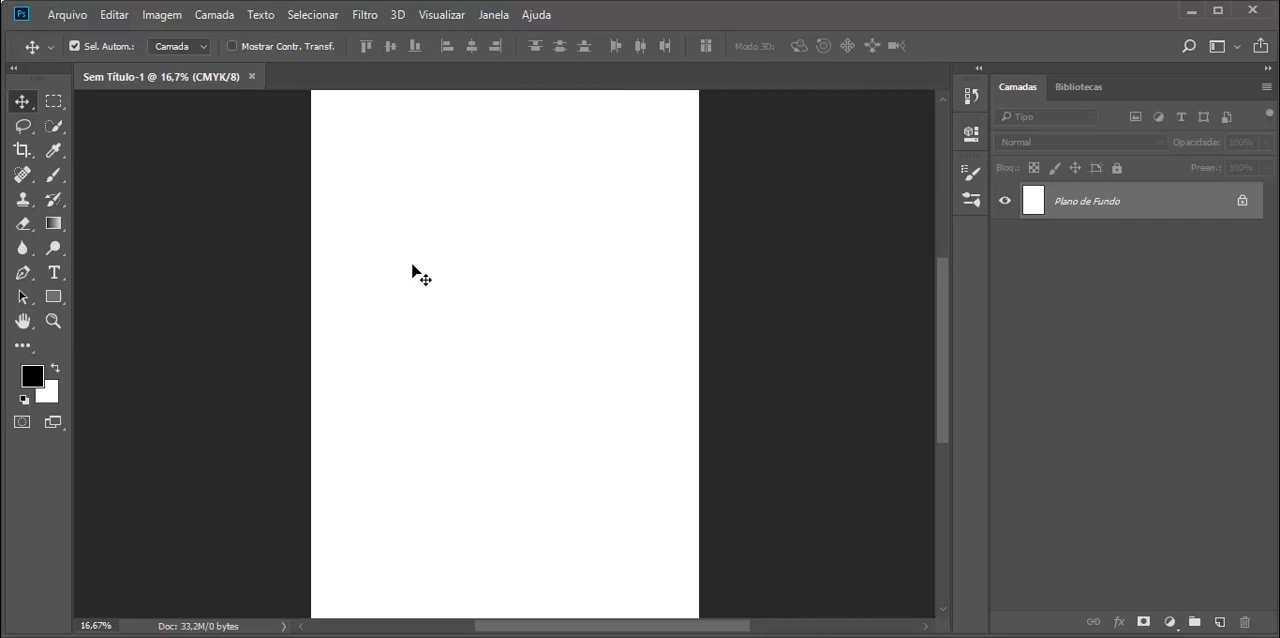 Ps Arquivo Editar Imagem Camada Texto Selecionar Filtro 3D Visualizar Janela Ajuda
Sel. Autom.: Camada Mostrar Contr. Transf. Modo 3D:
Sem Título-1 @ 16,7% (CMYK/8) ×
Camadas Bibliotecas
Tipo
Normal Opacidade: 100%
Bloq.: Preen.: 100%
Plano de Fundo
16,67% Doc: 33,2M/0 bytes
fx